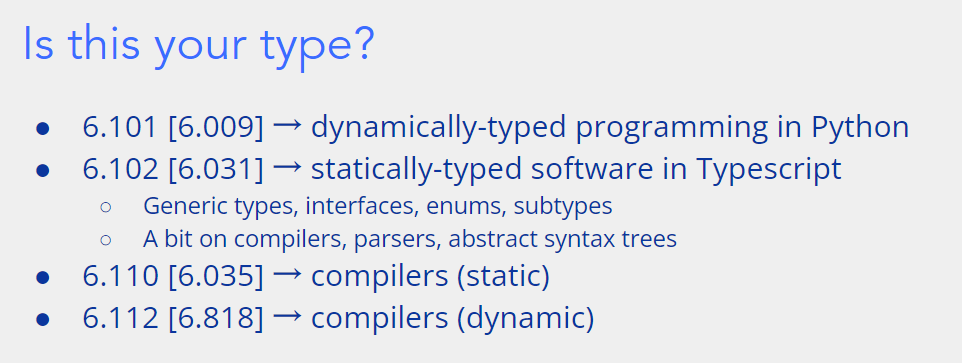 Is this your type?
● 6.101 [6.009] → dynamically-typed programming in Python
● 6.102 [6.031] → statically-typed software in Typescript
○ Generic types, interfaces, enums, subtypes
○ A bit on compilers, parsers, abstract syntax trees
● 6.110 [6.035] → compilers (static)
● 6.112 [6.818] → compilers (dynamic)